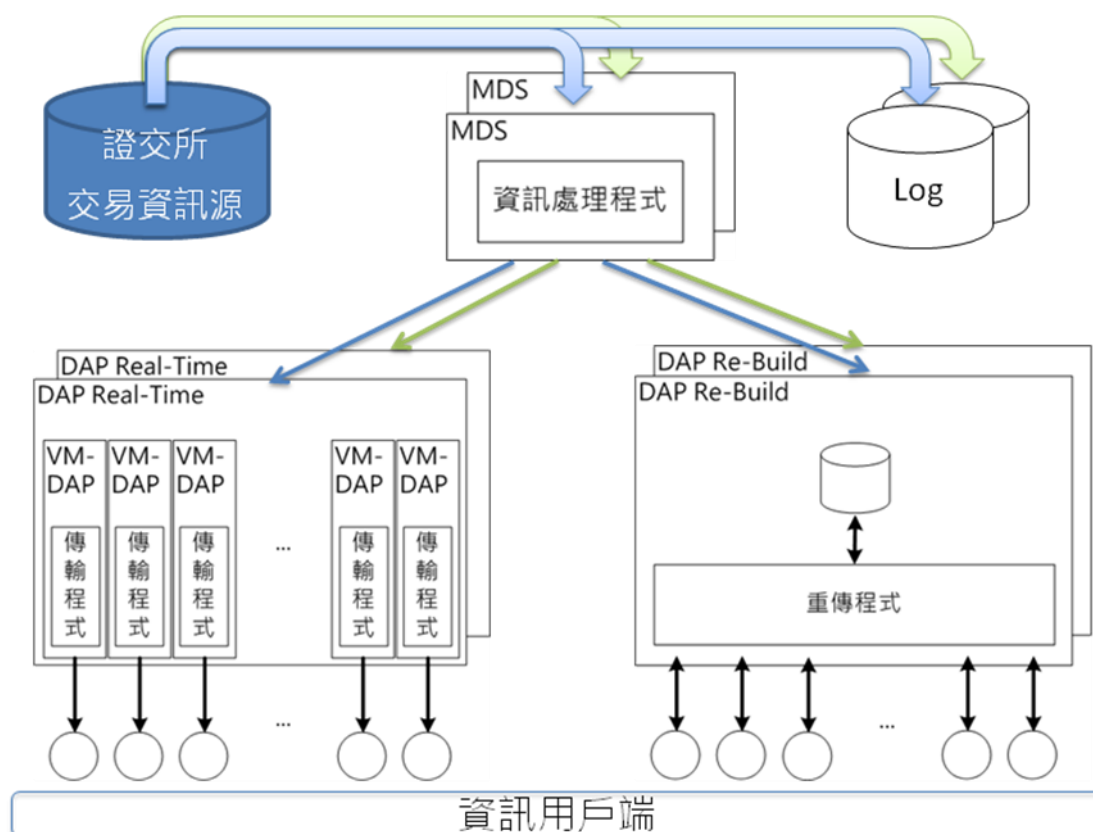 MDS
MDS
證交所
交易資訊源
資訊處理程式
Log
DAP Real-Time
DAP Real-Time
VM-
DAP
VM-
DAP
VM-
DAP
VM-
DAP
VM-
DAP
傳
輸
程
式
傳
輸
程
式
傳
輸
程
式
...
傳
輸
程
式
傳
輸
程
式
...
DAP Re-Build
DAP Re-Build
重傳程式
...
資訊用戶端